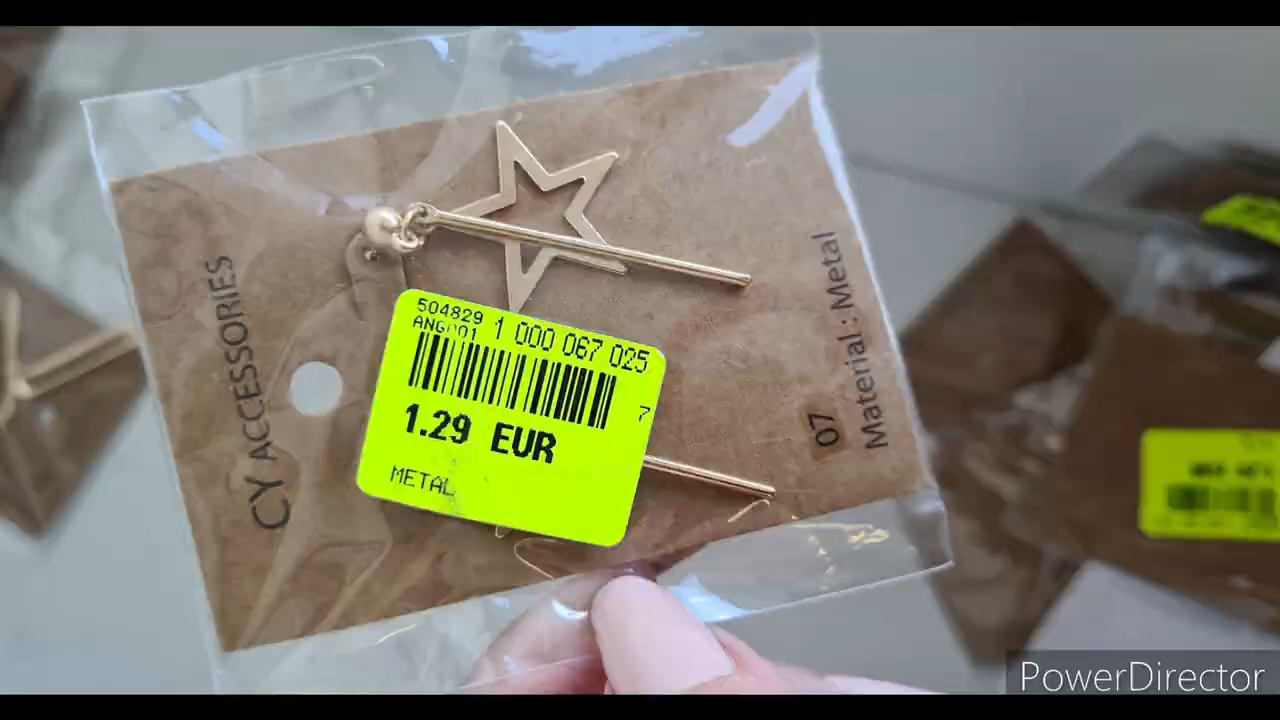 CY ACCESSORIES
504829 1 000 067 025
ANG001
7
1.29 EUR
METAL
07
Material : Metal
PowerDirector